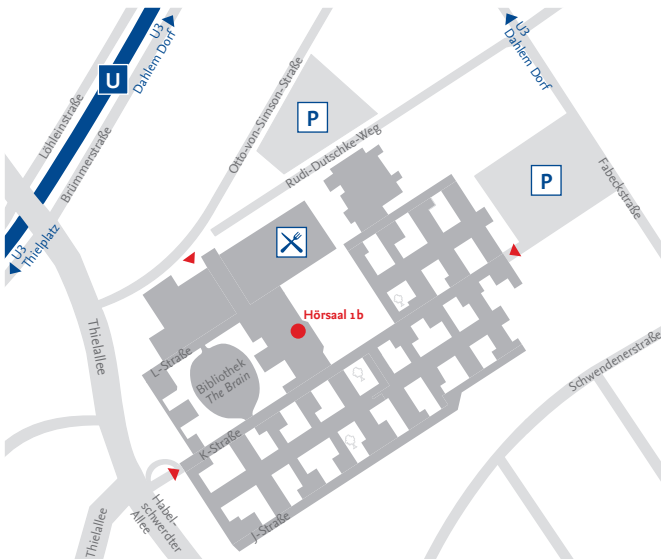 U3
Dahlem Dorf
U3
Dahlem Dorf
U
Löhleinstraße
Brümmerstraße
Otto-von-Simson-Straße
P
Rudi-Dutschke-Weg
P
Fabeckstraße
U3
Thielplatz
Hörsaal 1b
Thielallee
L-Straße
Bibliothek
The Brain
Schwendenerstraße
K-Straße
Habel-
schwerdter
Allee
Thielallee
J-Straße